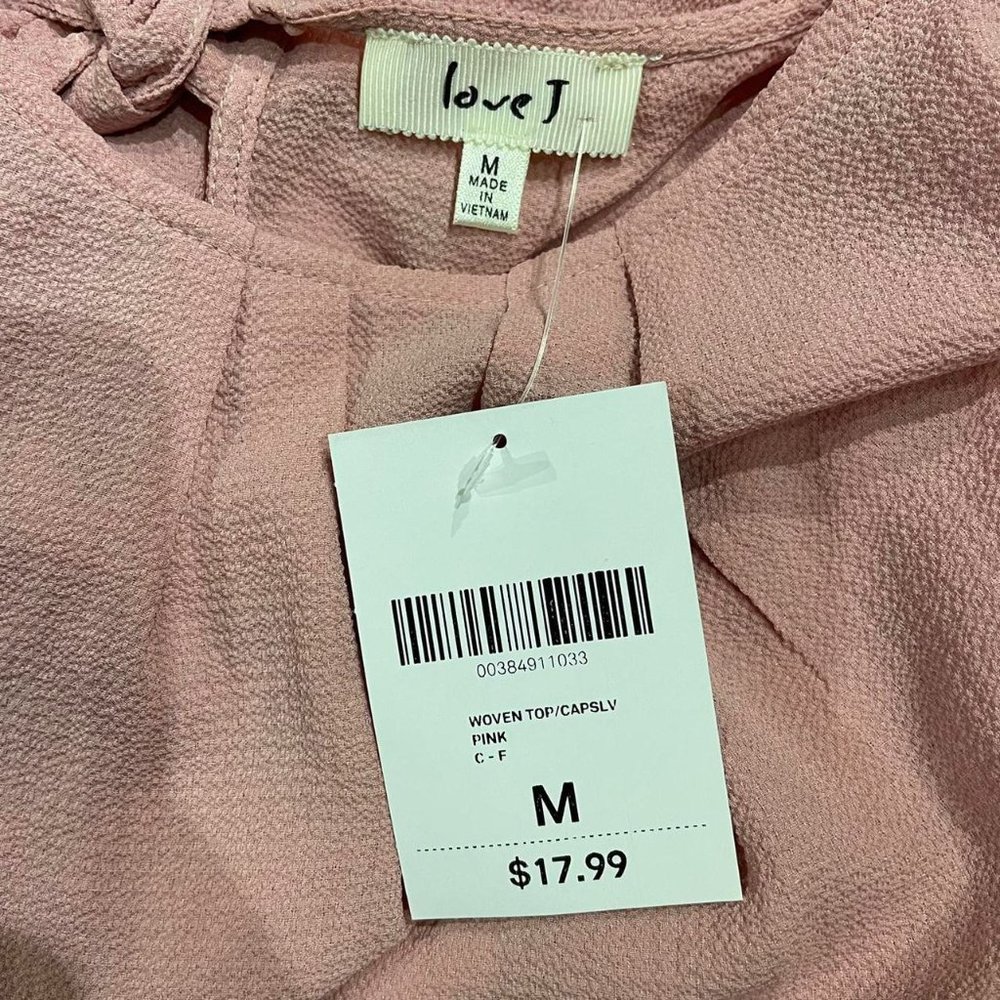 love J
M
MADE
IN
VIETNAM
00384911033
WOVEN TOP/CAPSLV
PINK
C - F
M
$17.99